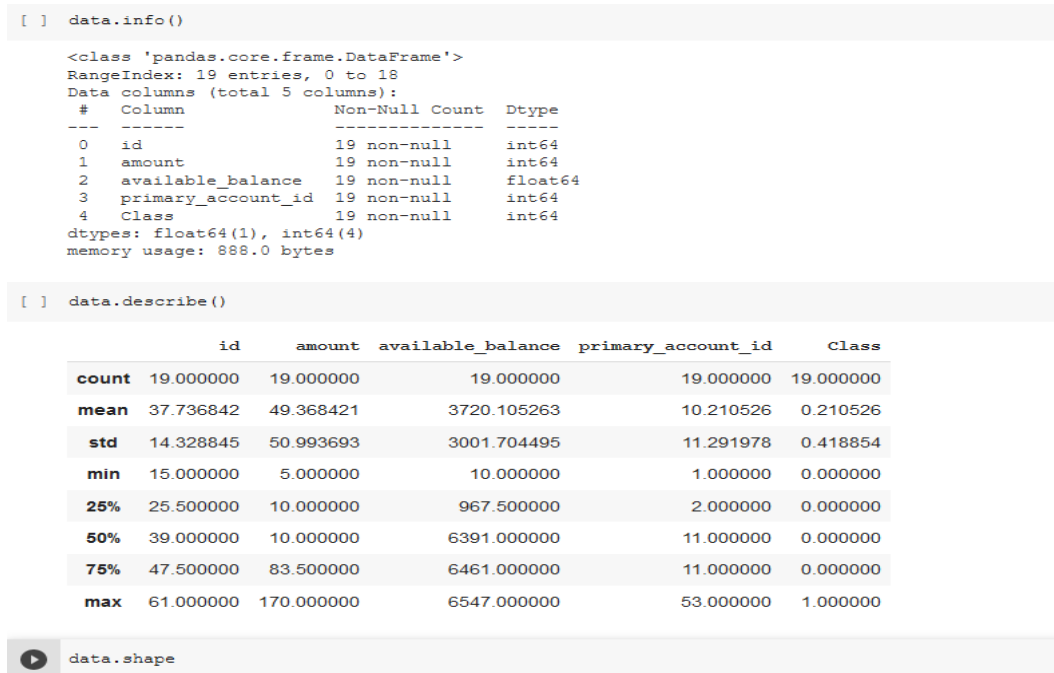 [ ] data.info()
<class 'pandas.core.frame.DataFrame'>
RangeIndex: 19 entries, 0 to 18
Data columns (total 5 columns):
 #   Column              Non-Null Count  Dtype
---  ------              --------------  -----
 0   id                  19 non-null     int64
 1   amount              19 non-null     int64
 2   available_balance   19 non-null     float64
 3   primary_account_id  19 non-null     int64
 4   Class               19 non-null     int64
dtypes: float64(1), int64(4)
memory usage: 888.0 bytes
[ ] data.describe()
id amount available_balance primary_account_id Class
count 19.000000 19.000000 19.000000 19.000000 19.000000
mean 37.736842 49.368421 3720.105263 10.210526 0.210526
std 14.328845 50.993693 3001.704495 11.291978 0.418854
min 15.000000 5.000000 10.000000 1.000000 0.000000
25% 25.500000 10.000000 967.500000 2.000000 0.000000
50% 39.000000 10.000000 6391.000000 11.000000 0.000000
75% 47.500000 83.500000 6461.000000 11.000000 0.000000
max 61.000000 170.000000 6547.000000 53.000000 1.000000
data.shape